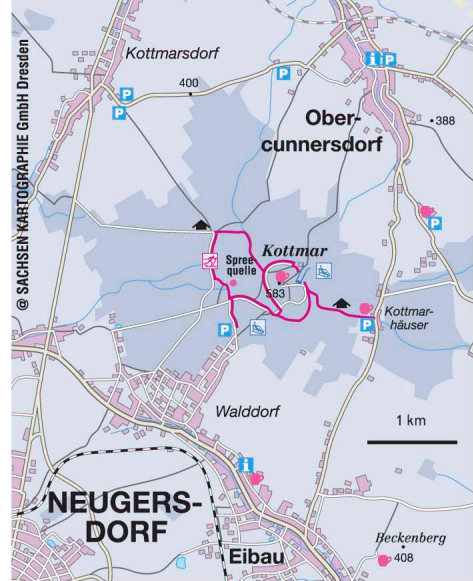 @ SACHSEN KARTOGRAPHIE GmbH Dresden
Kottmarsdorf
P
400
i P
P
P
Ober-
cunnersdorf
388
P
Kottmar
Spree
quelle
583
P
Kottmar-
häuser
P
Walddorf
1 km
i
NEUGERS-
DORF
Eibau
Beckenberg
408